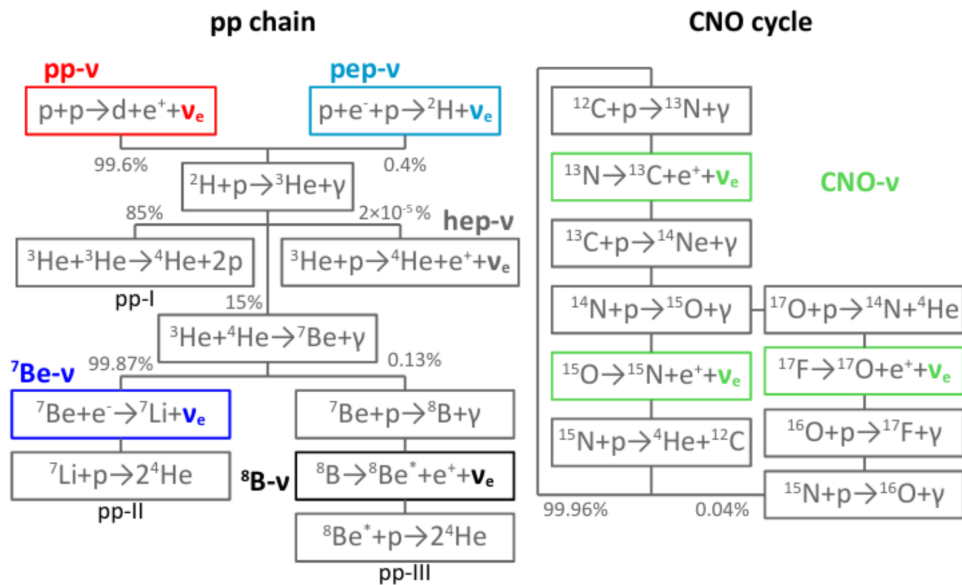 pp chain
pp-ν
pep-ν
p+p→d+e⁺+νₑ
p+e⁻+p→²H+νₑ
99.6%
0.4%
²H+p→³He+γ
85%
2×10⁻⁵%
hep-ν
³He+³He→⁴He+2p
³He+p→⁴He+e⁺+νₑ
pp-I
15%
³He+⁴He→⁷Be+γ
⁷Be-ν
99.87%
0.13%
⁷Be+e⁻→⁷Li+νₑ
⁷Be+p→⁸B+γ
⁷Li+p→2⁴He
⁸B-ν
⁸B→⁸Be*+e⁺+νₑ
pp-II
⁸Be*+p→2⁴He
pp-III
CNO cycle
¹²C+p→¹³N+γ
¹³N→¹³C+e⁺+νₑ
CNO-ν
¹³C+p→¹⁴Ne+γ
¹⁴N+p→¹⁵O+γ
¹⁷O+p→¹⁴N+⁴He
¹⁵O→¹⁵N+e⁺+νₑ
¹⁷F→¹⁷O+e⁺+νₑ
¹⁵N+p→⁴He+¹²C
¹⁶O+p→¹⁷F+γ
¹⁵N+p→¹⁶O+γ
99.96%
0.04%